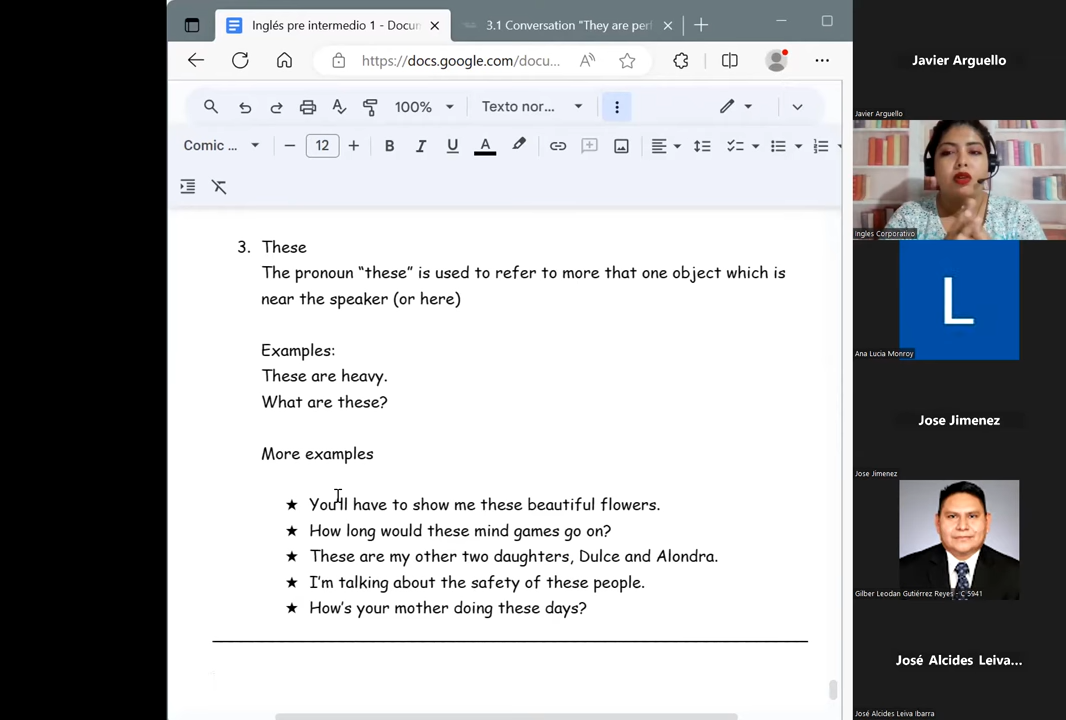 Inglés pre intermedio 1 - Docun
3.1 Conversation "They are per
https://docs.google.com/docu...
100%
Texto nor...
Comic ...
12
B I U A
3. These
The pronoun “these” is used to refer to more that one object which is
near the speaker (or here)
Examples:
These are heavy.
What are these?
More examples
★ You'll have to show me these beautiful flowers.
★ How long would these mind games go on?
★ These are my other two daughters, Dulce and Alondra.
★ I’m talking about the safety of these people.
★ How’s your mother doing these days?
Javier Arguello
Javier Arguello
Ingles Corporativo
L
Ana Lucia Monroy
Jose Jimenez
Jose Jimenez
Gilber Leodan Gutiérrez Reyes - C 5941
José Alcides Leiva...
José Alcides Leiva Ibarra